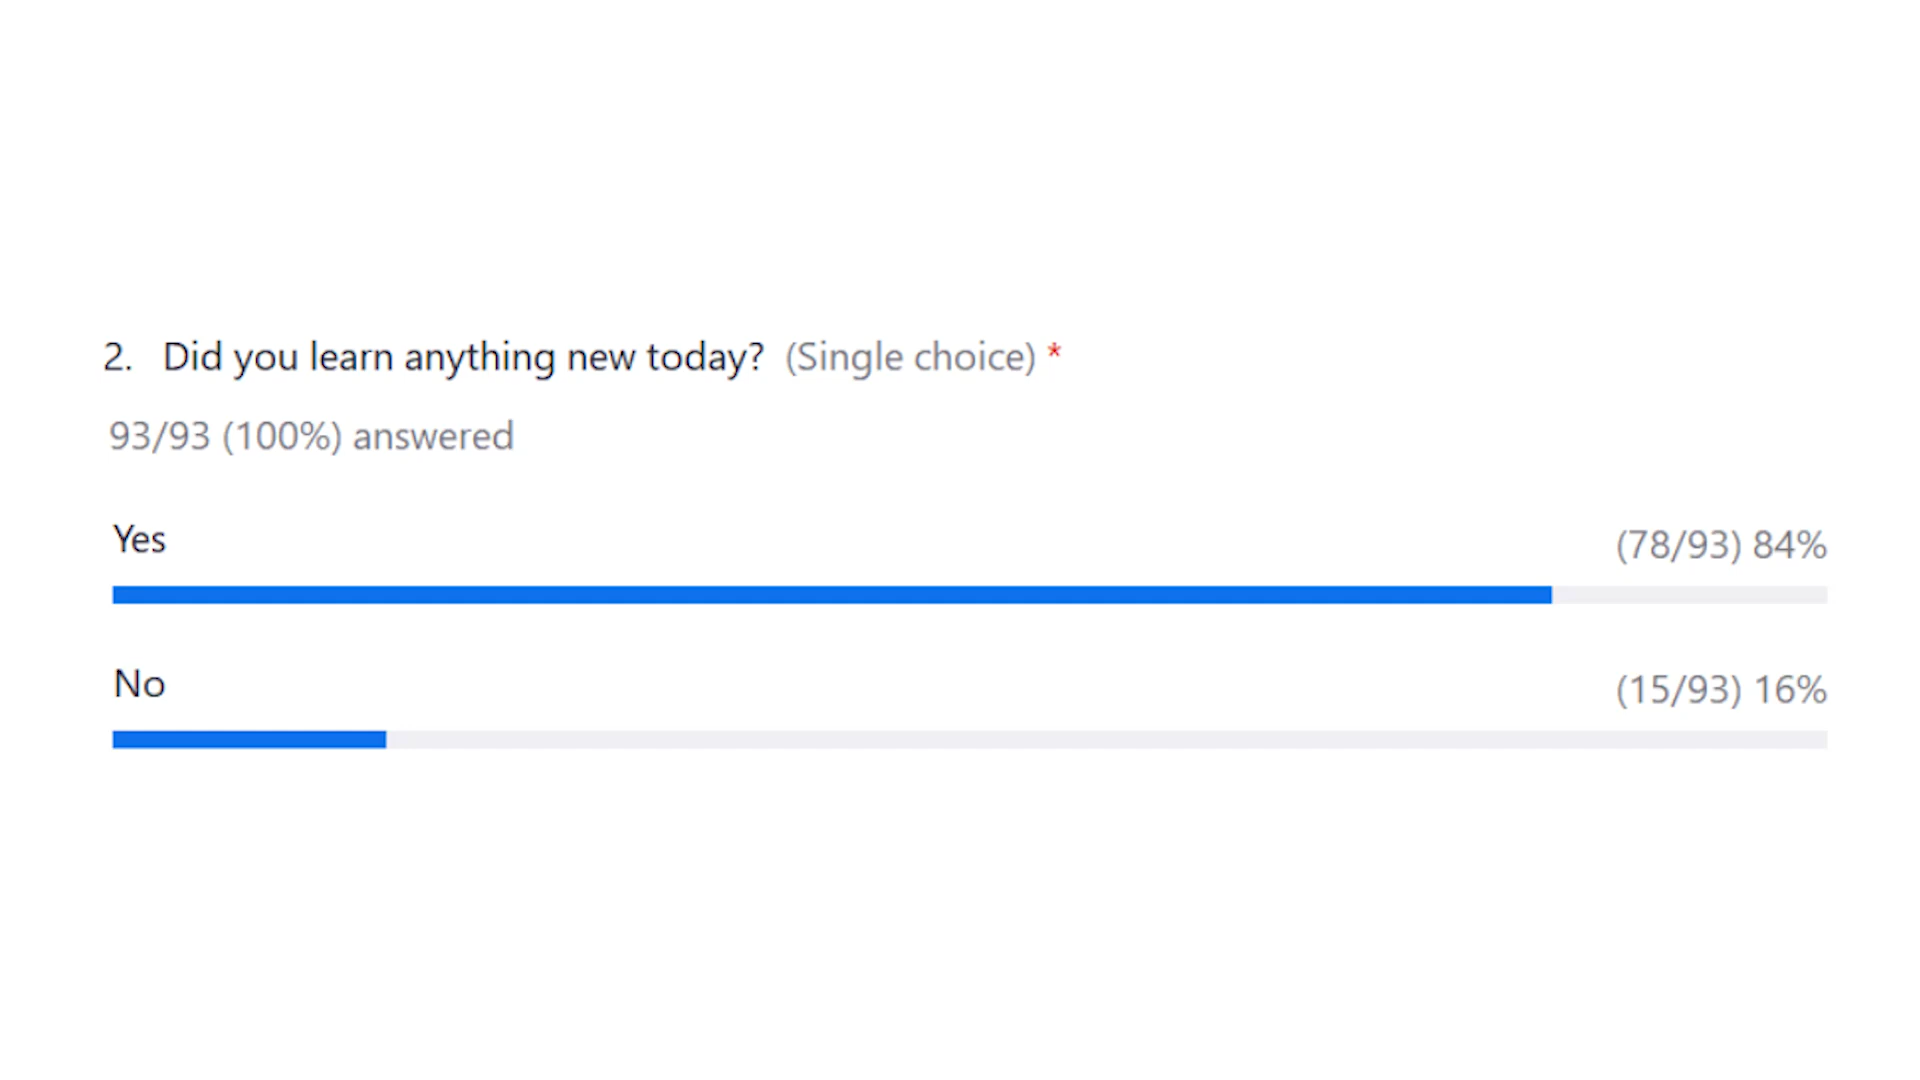 2. Did you learn anything new today? (Single choice) *
93/93 (100%) answered
Yes (78/93) 84%
No (15/93) 16%